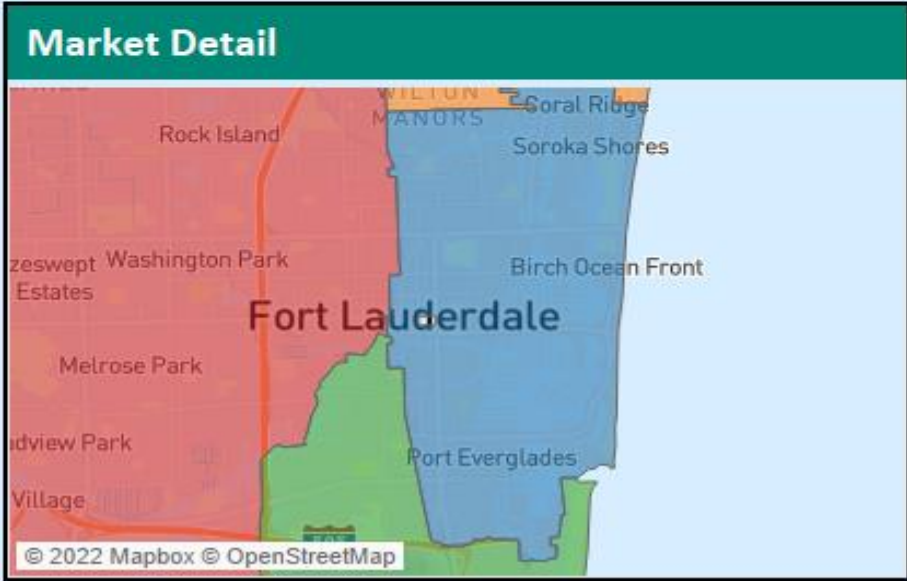 Market Detail
WILTON
MANORS
Coral Ridge
Rock Island
Soroka Shores
zeswept
Estates
Washington Park
Birch Ocean Front
Fort Lauderdale
Melrose Park
adview Park
Port Everglades
Village
© 2022 Mapbox © OpenStreetMap